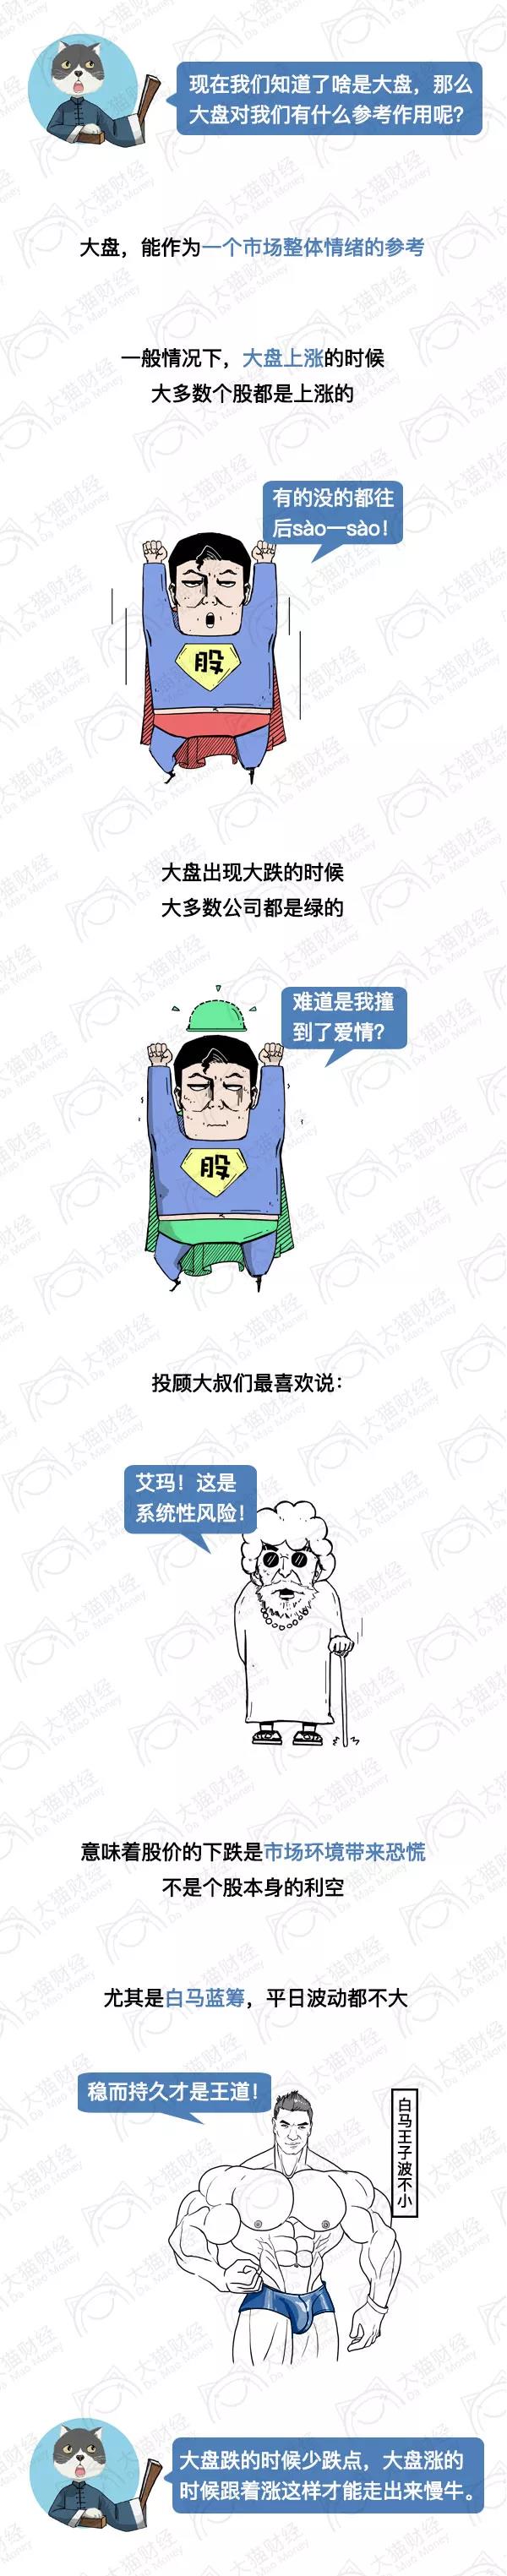 现在我们知道了啥是大盘，那么
大盘对我们有什么参考作用呢？
大盘，能作为一个市场整体情绪的参考
一般情况下，大盘上涨的时候
大多数个股都是上涨的
有的没的都往
后sào一sào！
股
大盘出现大跌的时候
大多数公司都是绿的
难道是我撞
到了爱情？
股
投顾大叔们最喜欢说：
艾玛！这是
系统性风险！
意味着股价的下跌是市场环境带来恐慌
不是个股本身的利空
尤其是白马蓝筹，平日波动都不大
稳而持久才是王道！
白马王子波不小
大盘跌的时候少跌点，大盘涨的
时候跟着涨这样才能走出来慢牛。
大猫财经
Da Mao Money